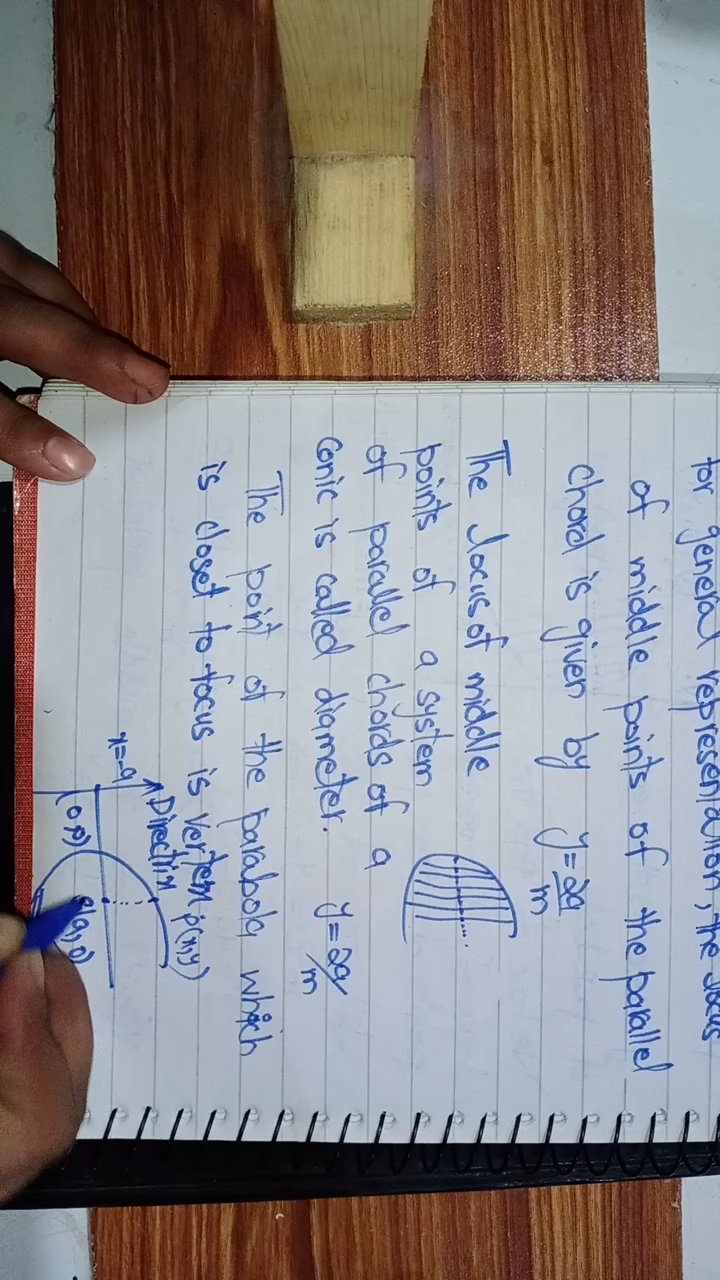 for general representation, the locus
of middle points of the parallel
chord is given by y = 2a/m
The locus of middle
points of a system
of parallel chords of a
Conic is called diameter. y = 2a/m
The point of the parabola which
is closet to focus is vertex
Directrix
p(x,y)
x=-a
(0,0)
(a,0)